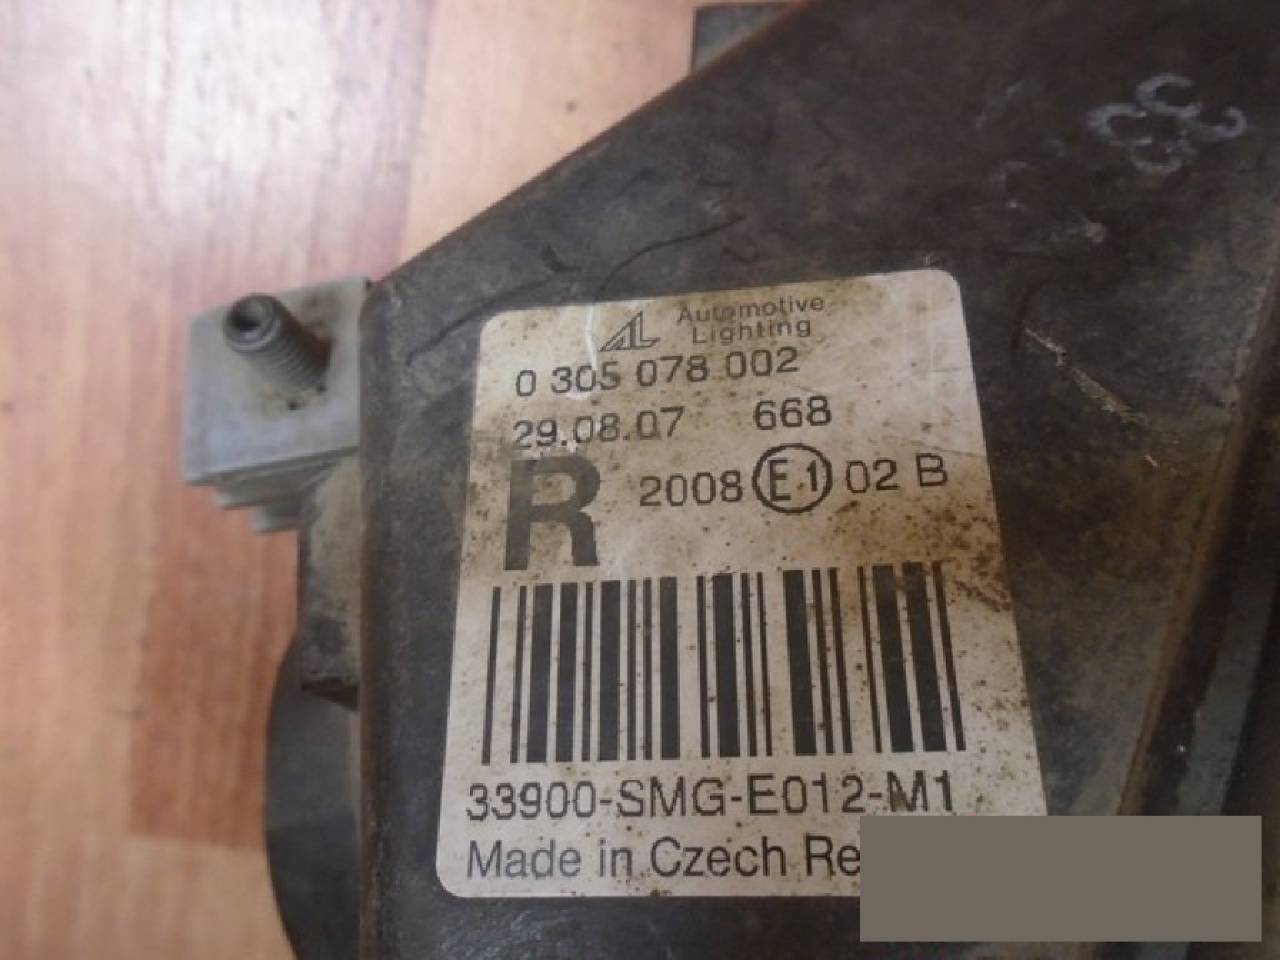 AL Automotive
Lighting
0 305 078 002
29.08.07 668
R 2008 E1 02 B
33900-SMG-E012-M1
Made in Czech Re